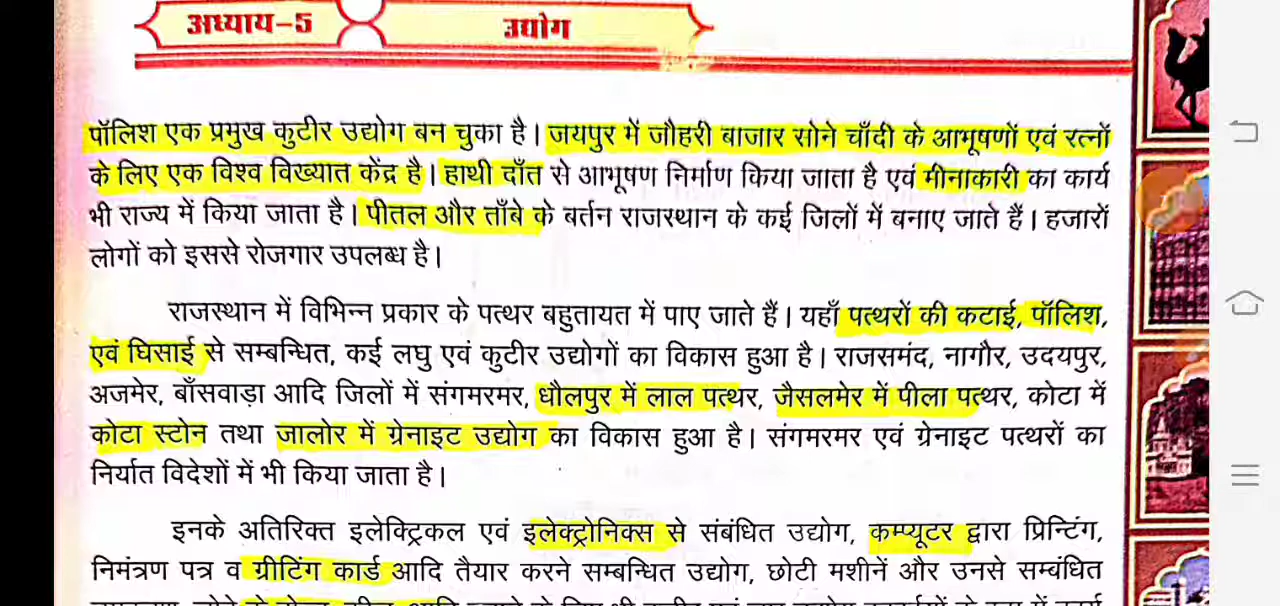 अध्याय-5 उद्योग
पॉलिश एक प्रमुख कुटीर उद्योग बन चुका है। जयपुर में जौहरी बाजार सोने चाँदी के आभूषणों एवं रत्नों
के लिए एक विश्व विख्यात केंद्र है। हाथी दाँत से आभूषण निर्माण किया जाता है एवं मीनाकारी का कार्य
भी राज्य में किया जाता है। पीतल और ताँबे के बर्तन राजस्थान के कई जिलों में बनाए जाते हैं। हजारों
लोगों को इससे रोजगार उपलब्ध है।
राजस्थान में विभिन्न प्रकार के पत्थर बहुतायत में पाए जाते हैं। यहाँ पत्थरों की कटाई, पॉलिश,
एवं घिसाई से सम्बन्धित, कई लघु एवं कुटीर उद्योगों का विकास हुआ है। राजसमंद, नागौर, उदयपुर,
अजमेर, बाँसवाड़ा आदि जिलों में संगमरमर, धौलपुर में लाल पत्थर, जैसलमेर में पीला पत्थर, कोटा में
कोटा स्टोन तथा जालोर में ग्रेनाइट उद्योग का विकास हुआ है। संगमरमर एवं ग्रेनाइट पत्थरों का
निर्यात विदेशों में भी किया जाता है।
इनके अतिरिक्त इलेक्ट्रिकल एवं इलेक्ट्रोनिक्स से संबंधित उद्योग, कम्प्यूटर द्वारा प्रिन्टिंग,
निमंत्रण पत्र व ग्रीटिंग कार्ड आदि तैयार करने सम्बन्धित उद्योग, छोटी मशीनें और उनसे सम्वंधित